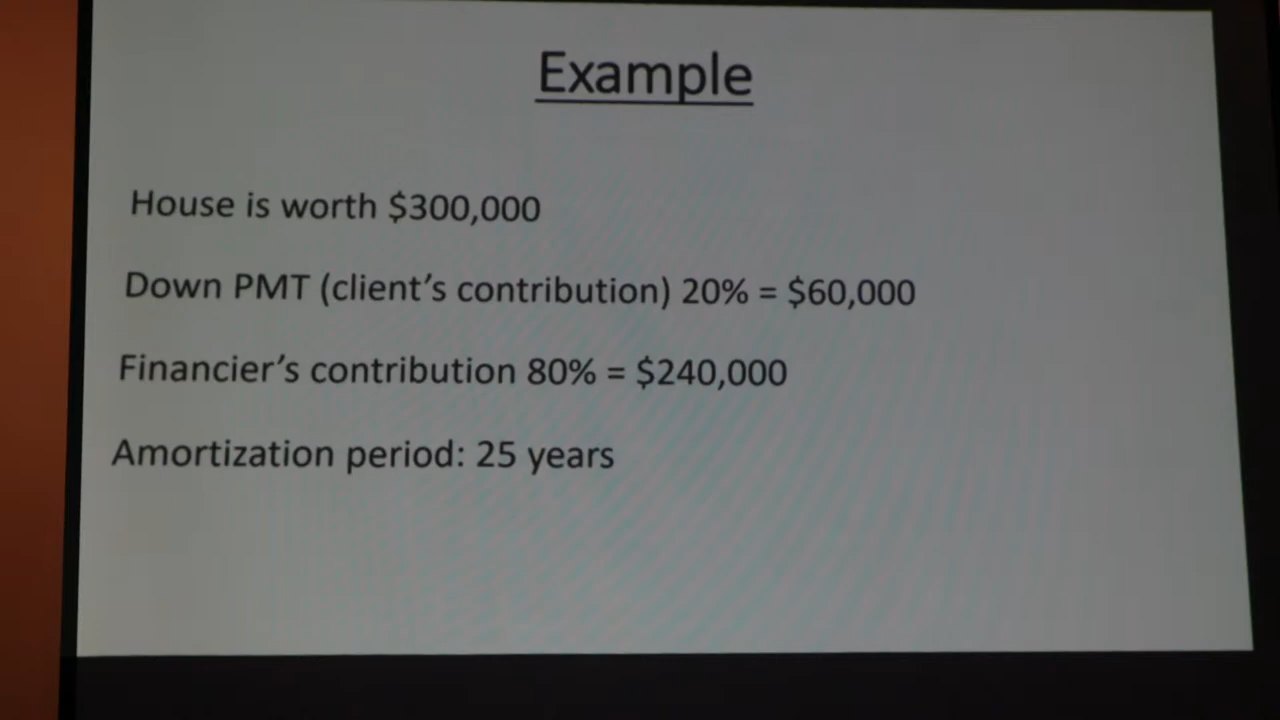 Example
House is worth $300,000
Down PMT (client's contribution) 20% = $60,000
Financier's contribution 80% = $240,000
Amortization period: 25 years